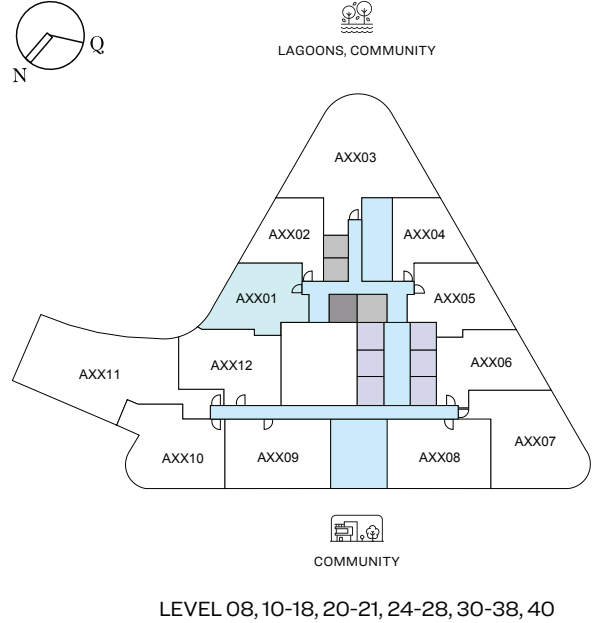 Q
N
LAGOONS, COMMUNITY
AXX03
AXX02
AXX04
AXX01
AXX05
AXX11
AXX12
AXX06
AXX10
AXX09
AXX08
AXX07
COMMUNITY
LEVEL 08, 10-18, 20-21, 24-28, 30-38, 40